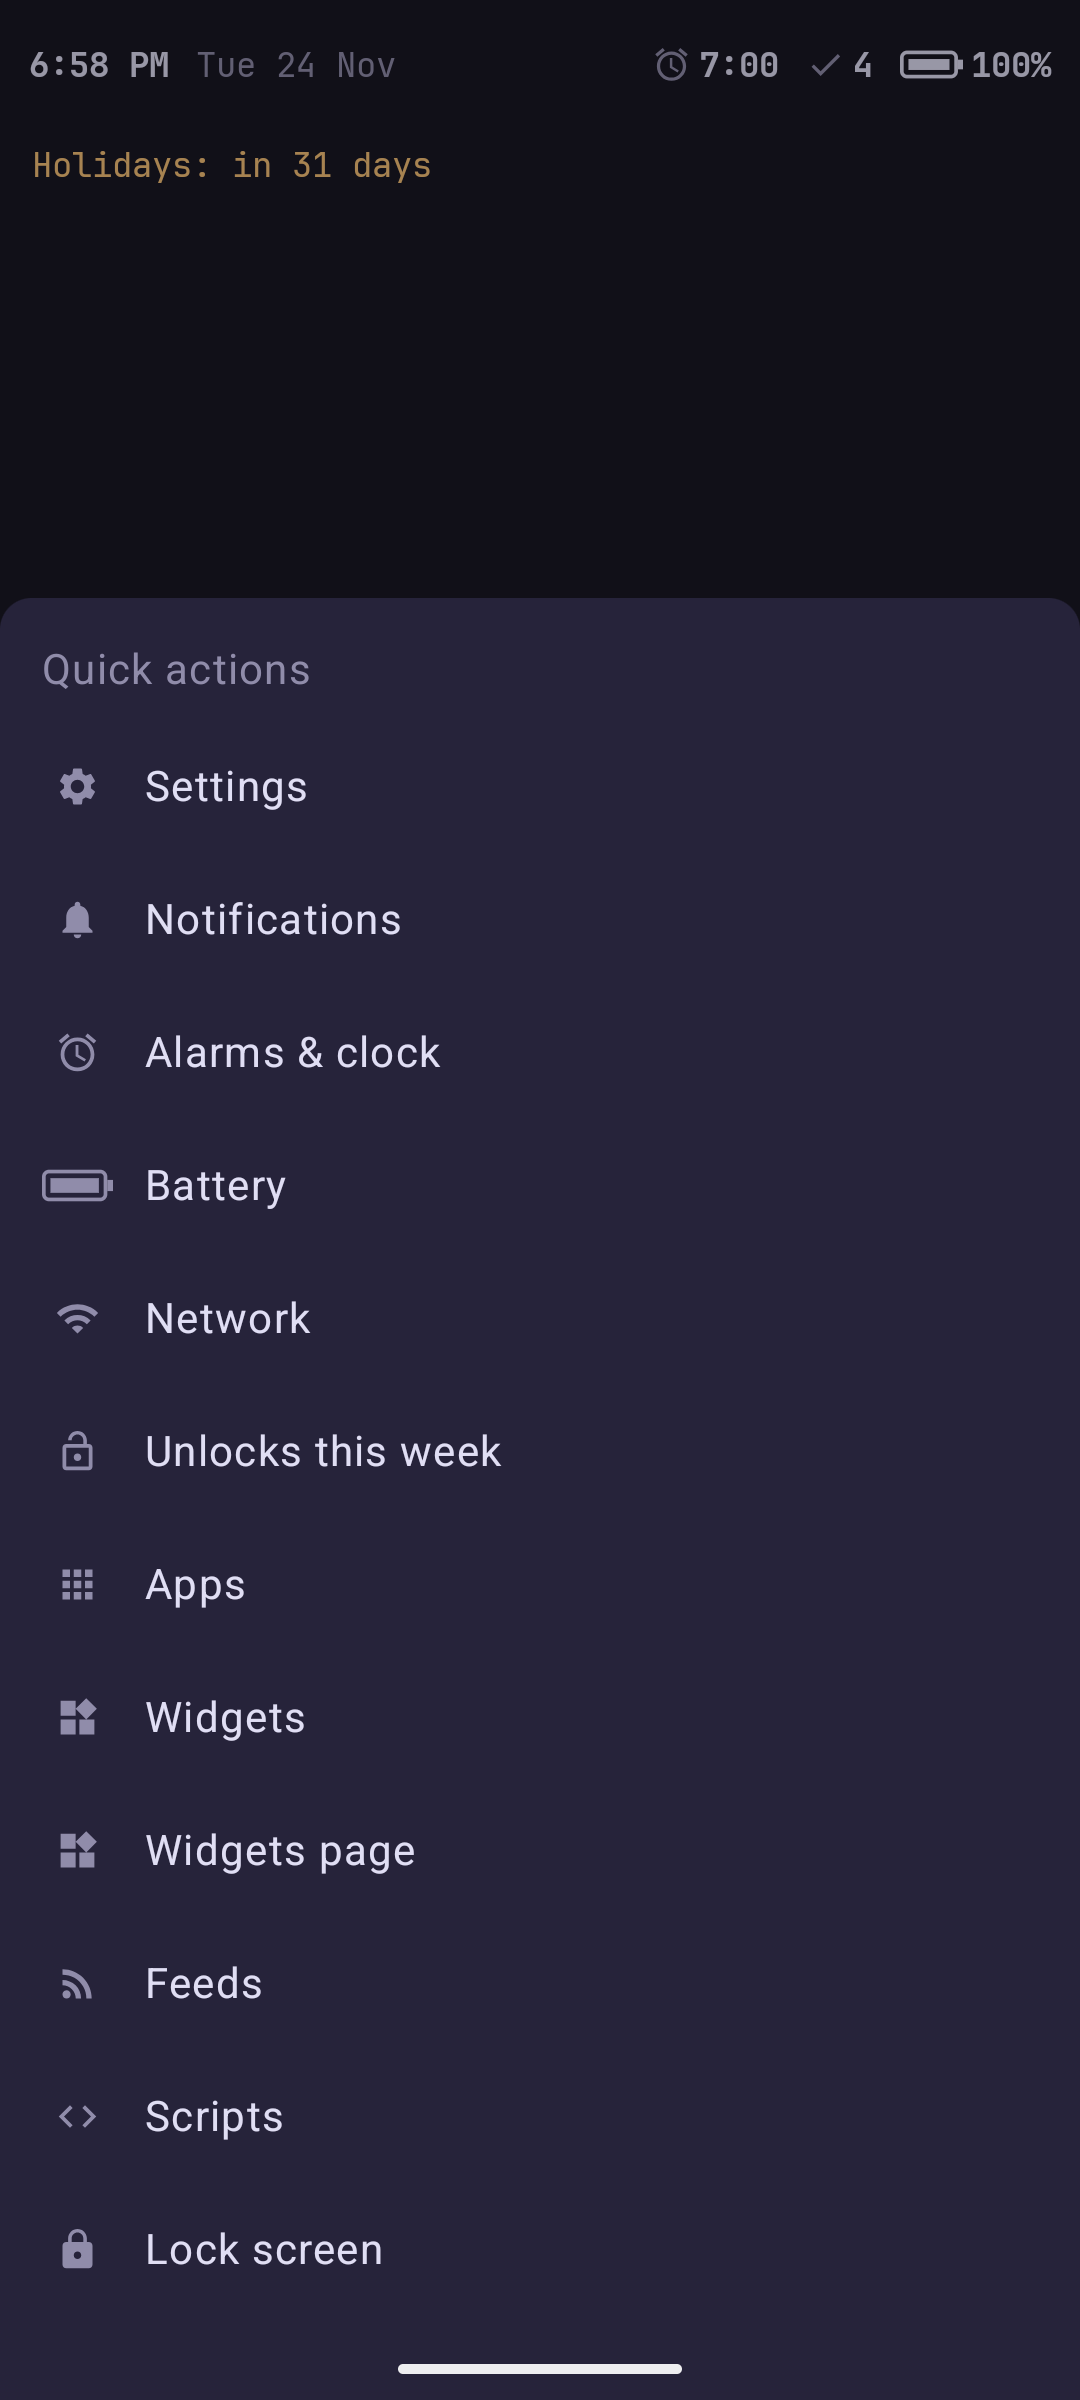 6:58 PM Tue 24 Nov 7:00 4 100%
Holidays: in 31 days
Quick actions
Settings
Notifications
Alarms & clock
Battery
Network
Unlocks this week
Apps
Widgets
Widgets page
Feeds
Scripts
Lock screen